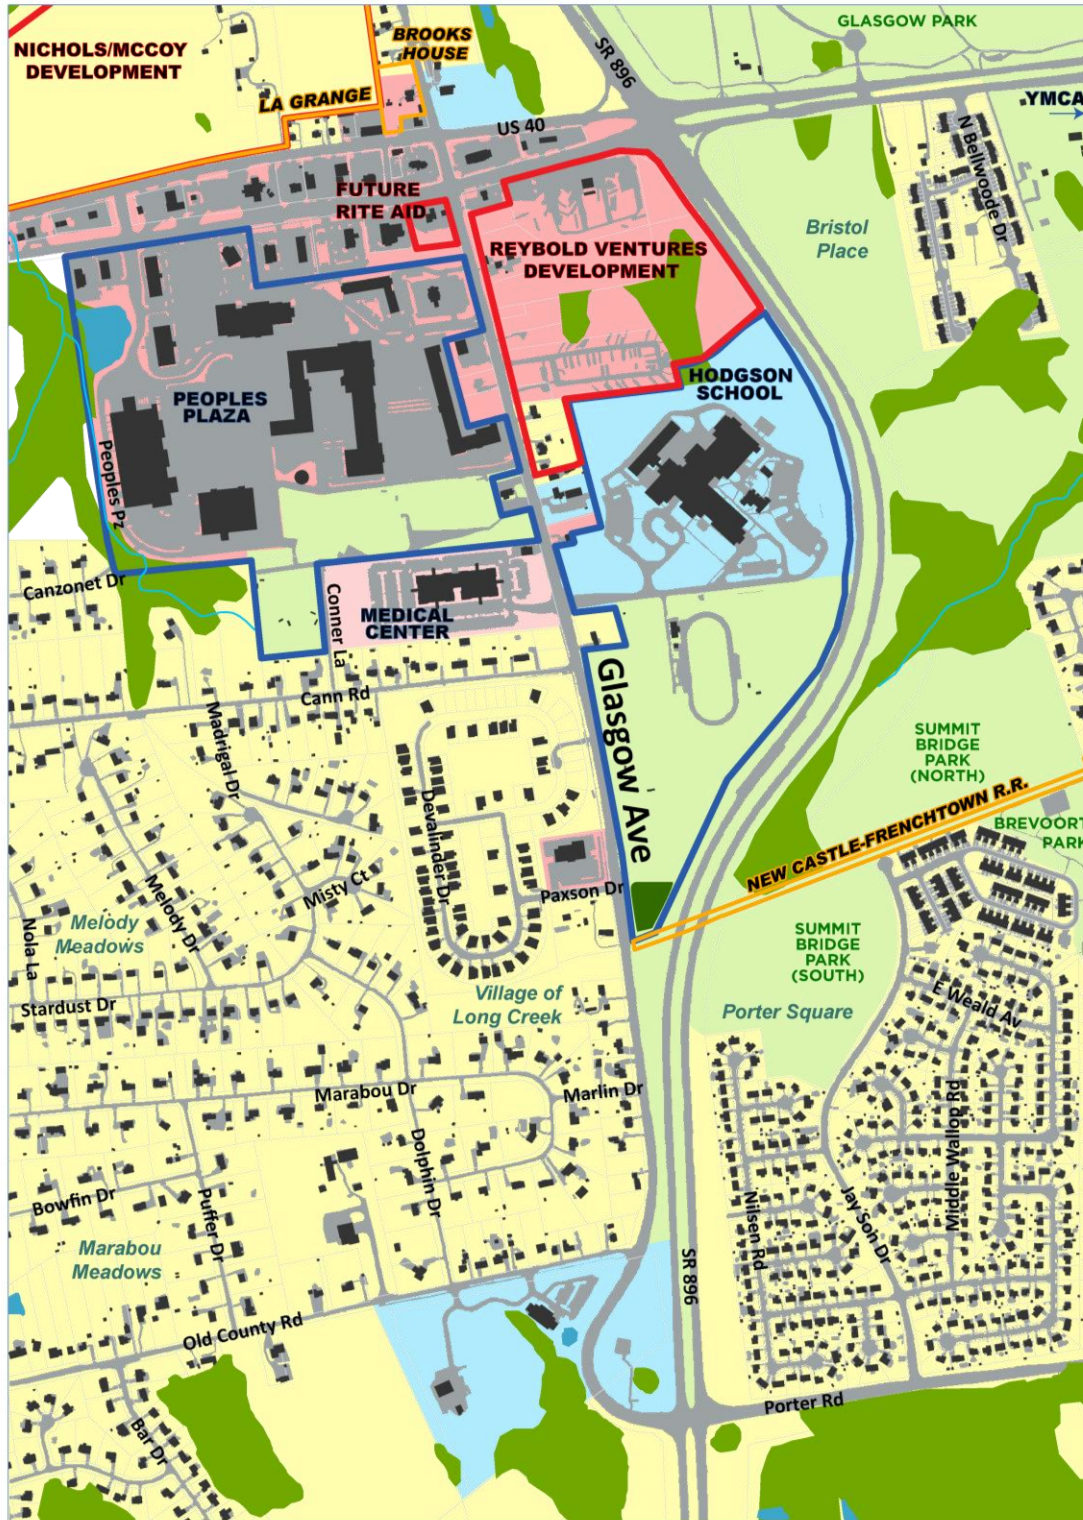 GLASGOW PARK
BROOKS
HOUSE
NICHOLS/MCCOY
DEVELOPMENT
SR 896
LA GRANGE
YMCA
US 40
N Bellwoode Dr
FUTURE
RITE AID
REYBOLD VENTURES
DEVELOPMENT
Bristol
Place
HODGSON
SCHOOL
PEOPLES
PLAZA
Peoples Pz
Canzonet Dr
Conner La
MEDICAL
CENTER
Cann Rd
Glasgow Ave
Madrigal Dr
SUMMIT
BRIDGE
PARK
(NORTH)
Devalinder Dr
NEW CASTLE-FRENCHTOWN R.R.
BREVOORT
PARK
Misty Ct
Melody Dr
Paxson Dr
Nola La
Melody
Meadows
SUMMIT
BRIDGE
PARK
(SOUTH)
Stardust Dr
Village of
Long Creek
Porter Square
E Weald Av
Marabou Dr
Marlin Dr
Middle Wallop Rd
Dolphin Dr
Bowfin Dr
Puffer Dr
Nilsen Rd
Jay Son Dr
Marabou
Meadows
SR 896
Old County Rd
Porter Rd
Bar Dr